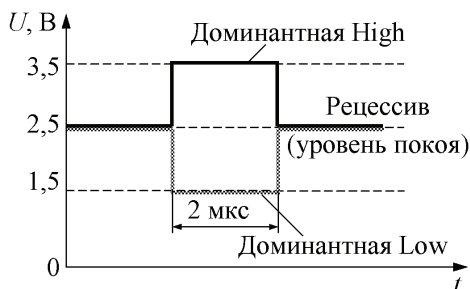 U, В
Доминантная High
3,5
Рецессив
2,5
(уровень покоя)
1,5
2 мкс
Доминантная Low
0
t